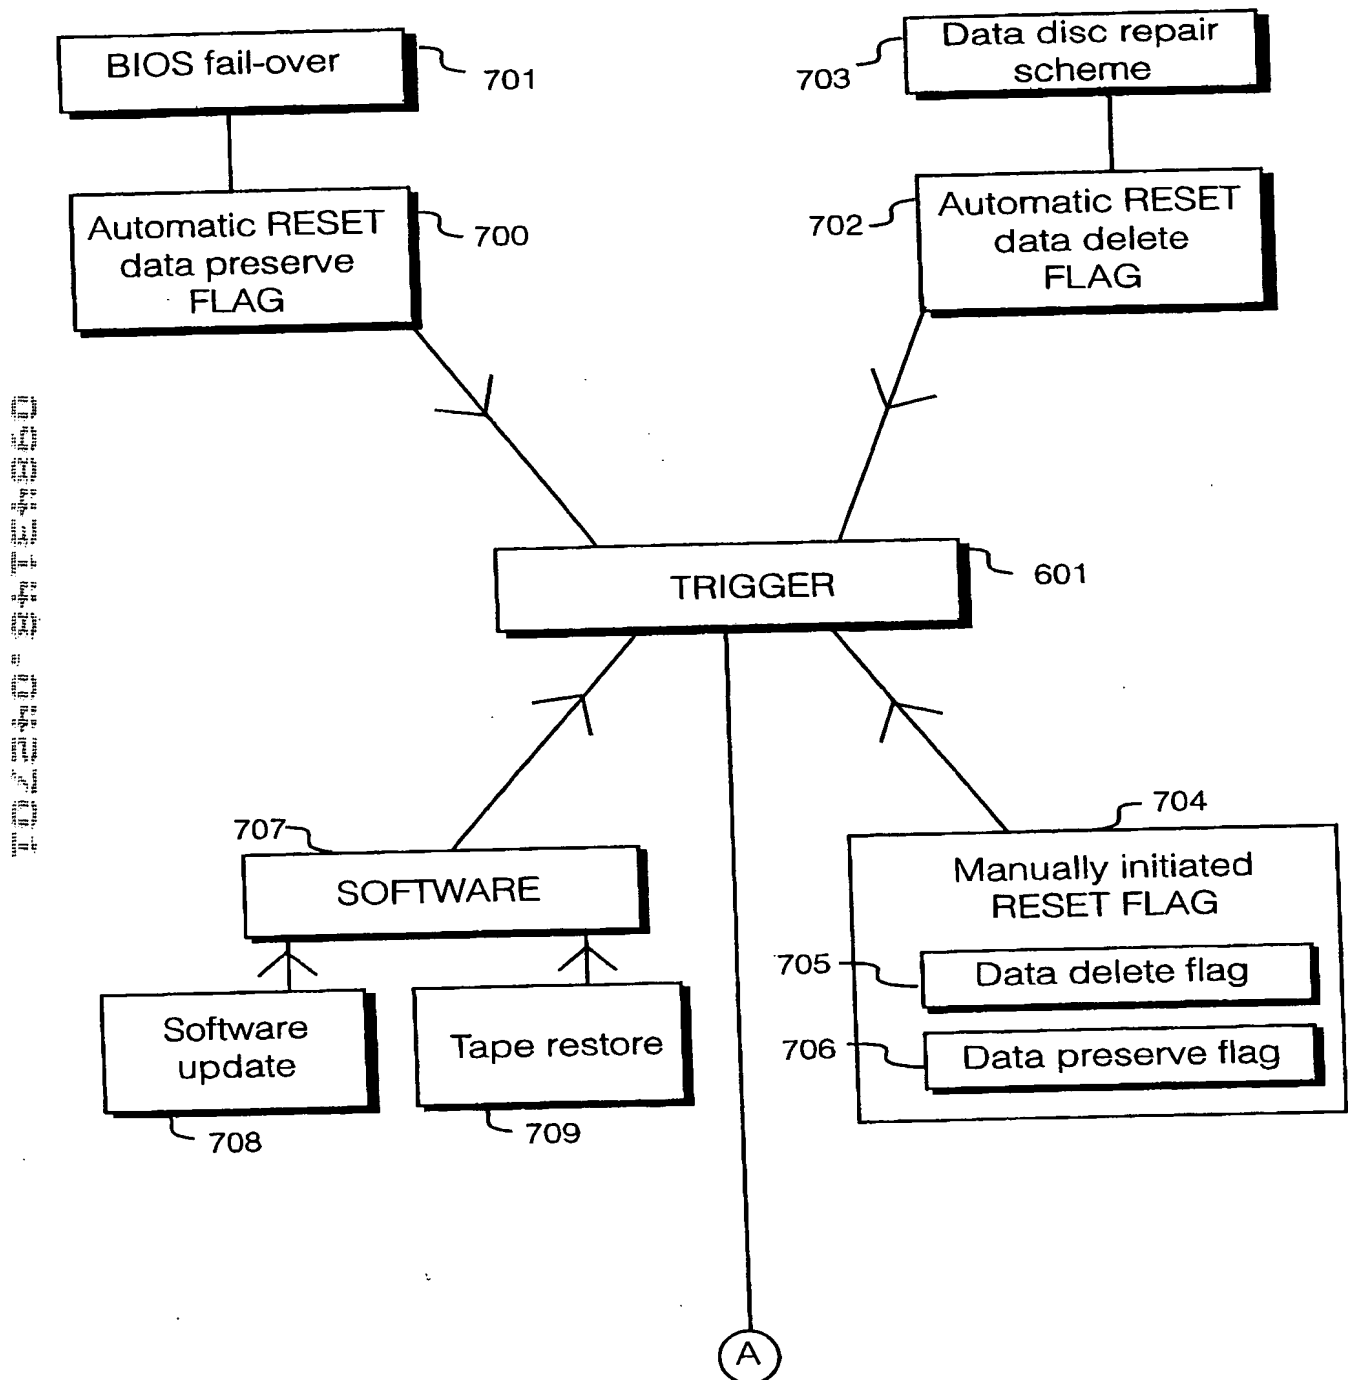 BIOS fail-over
701
703
Data disc repair
scheme
Automatic RESET
data preserve
FLAG
700
702
Automatic RESET
data delete
FLAG
TRIGGER
601
707
SOFTWARE
704
Manually initiated
RESET FLAG
705
Data delete flag
706
Data preserve flag
Software
update
708
Tape restore
709
A
09843148.042701